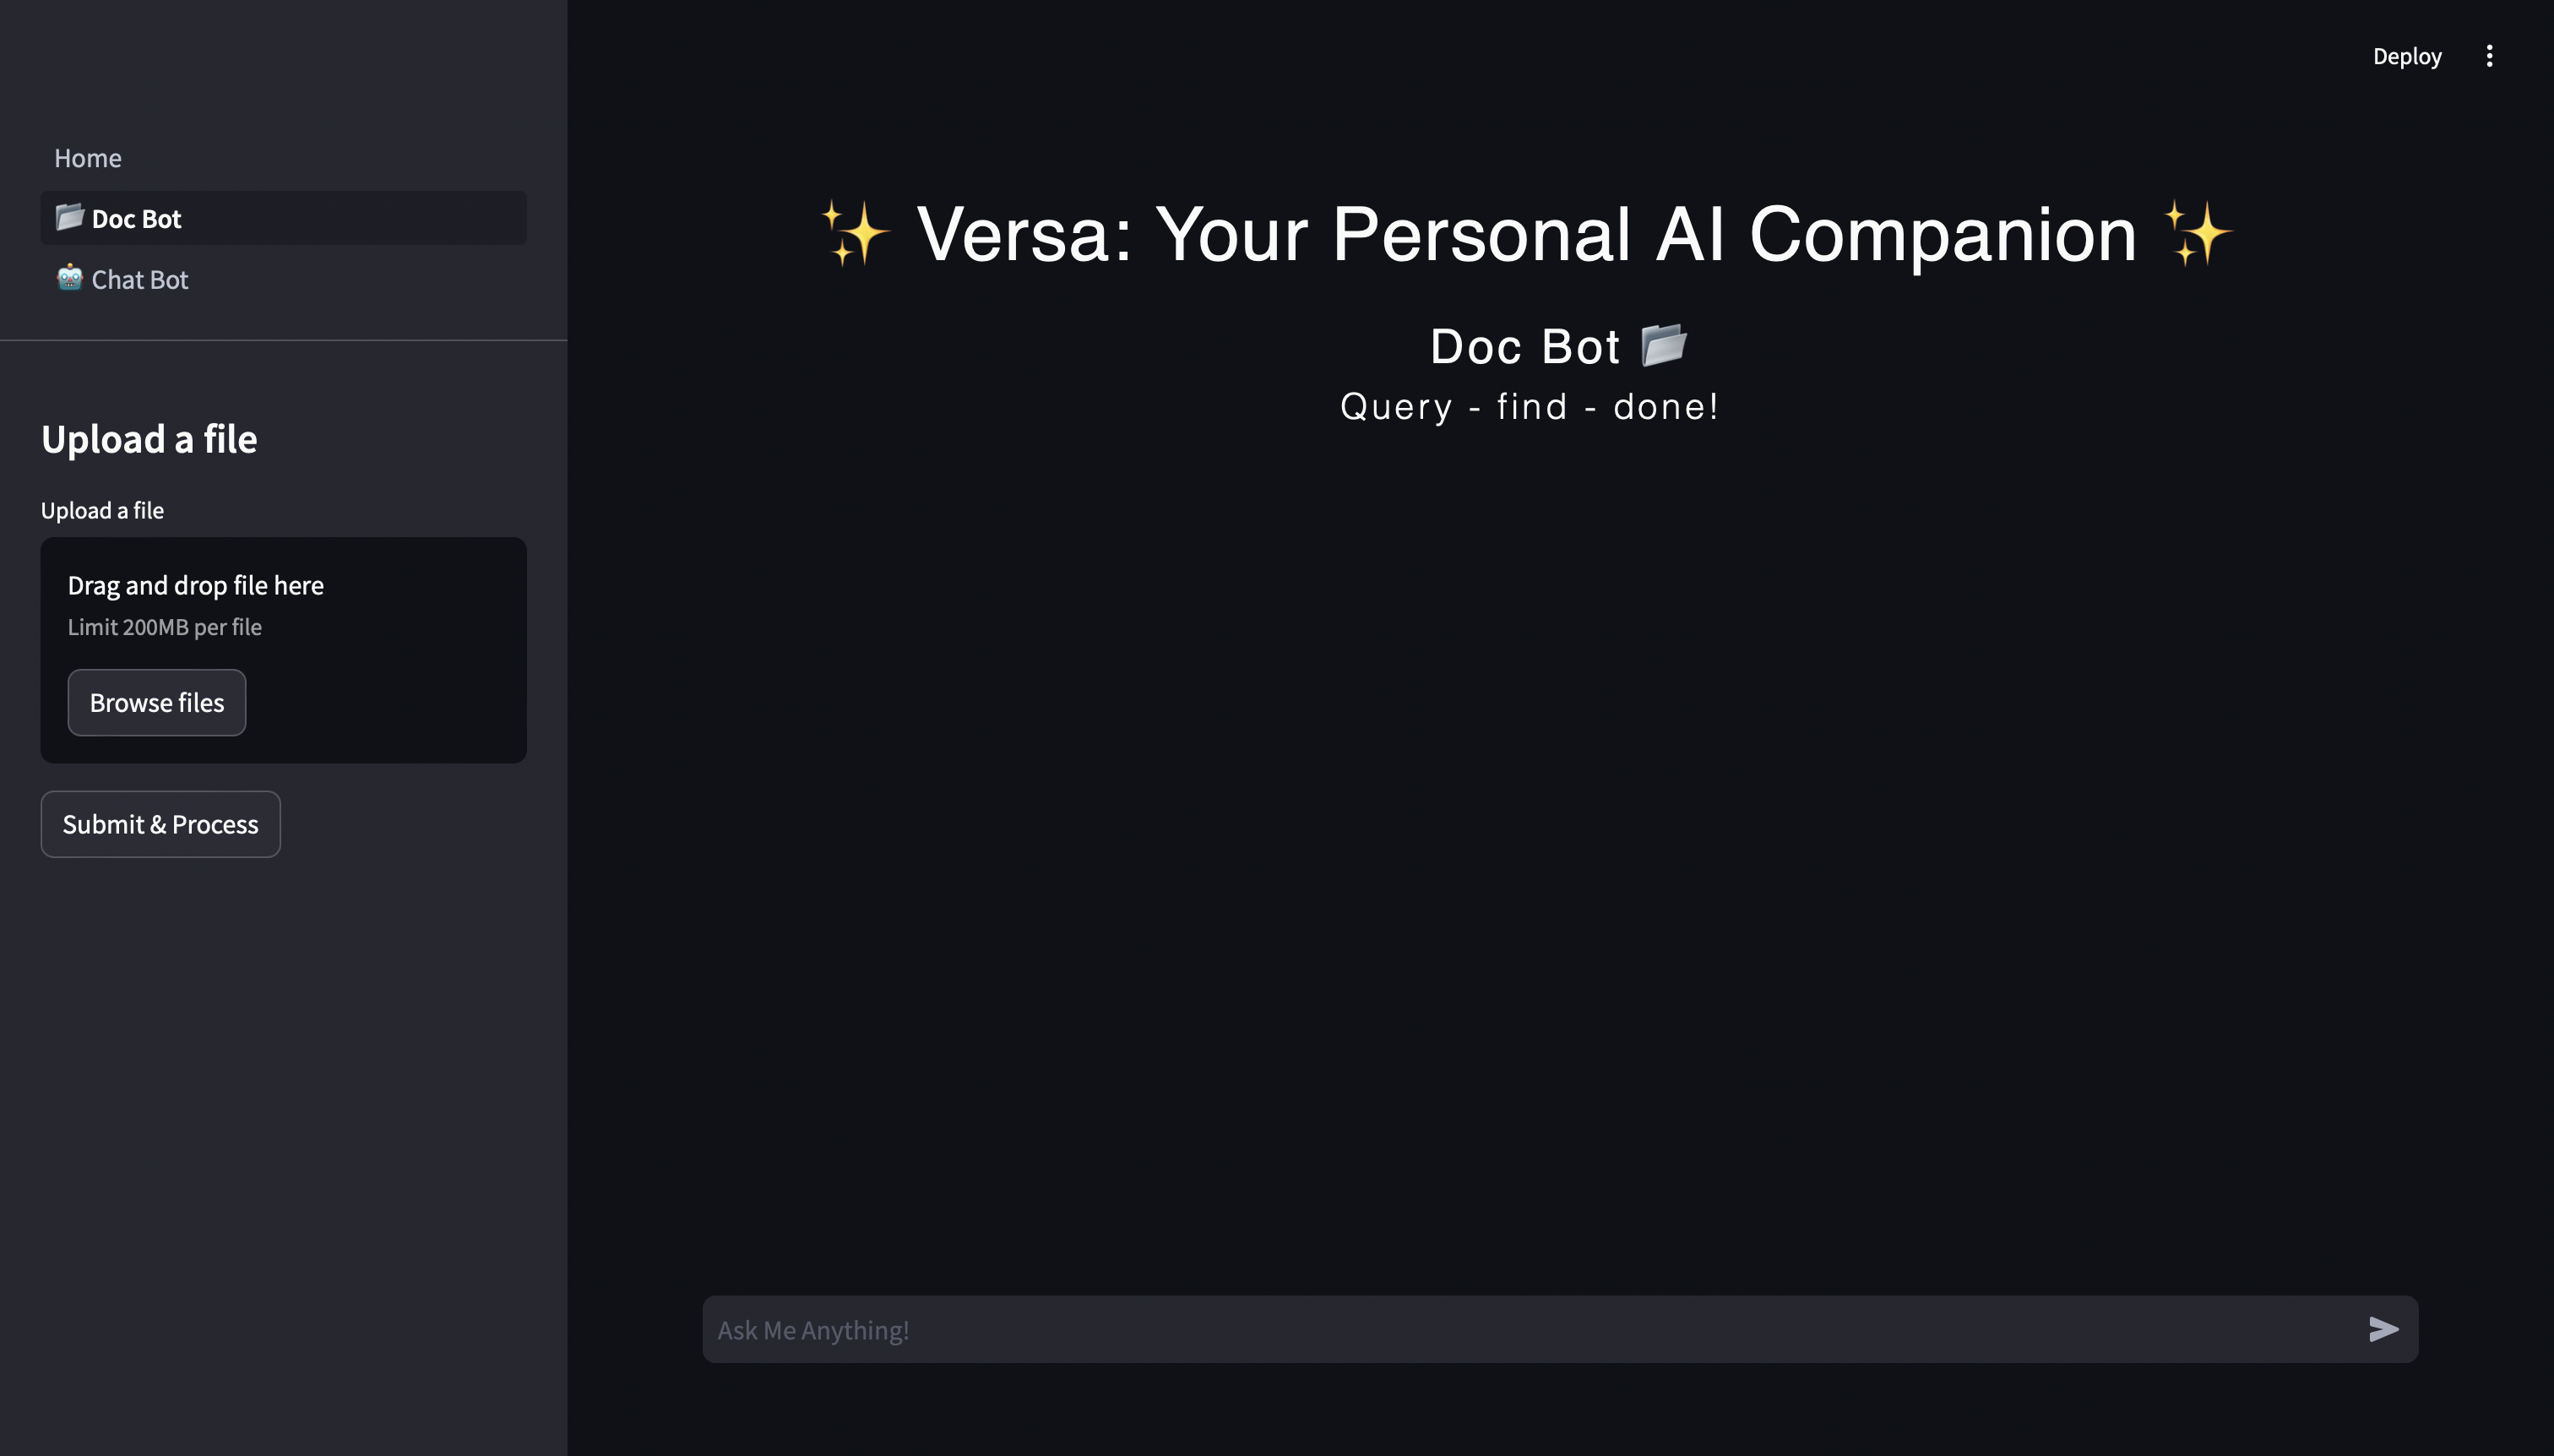 Deploy
Home
📁 Doc Bot
🤖 Chat Bot
Upload a file
Upload a file
Drag and drop file here
Limit 200MB per file
Browse files
Submit & Process
✨ Versa: Your Personal AI Companion ✨
Doc Bot 📁
Query - find - done!
Ask Me Anything!